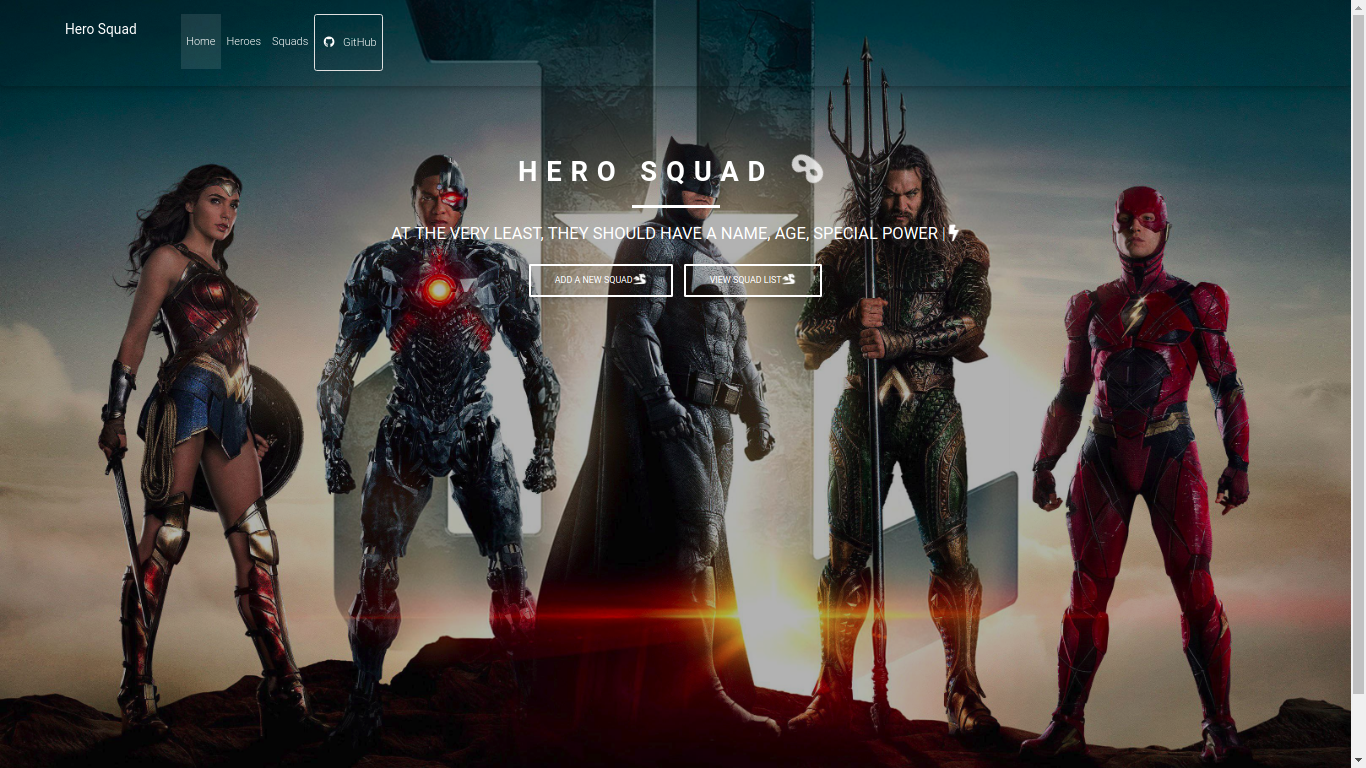 Hero Squad
Home Heroes Squads GitHub
HERO SQUAD
AT THE VERY LEAST, THEY SHOULD HAVE A NAME, AGE, SPECIAL POWER |
ADD A NEW SQUAD VIEW SQUAD LIST